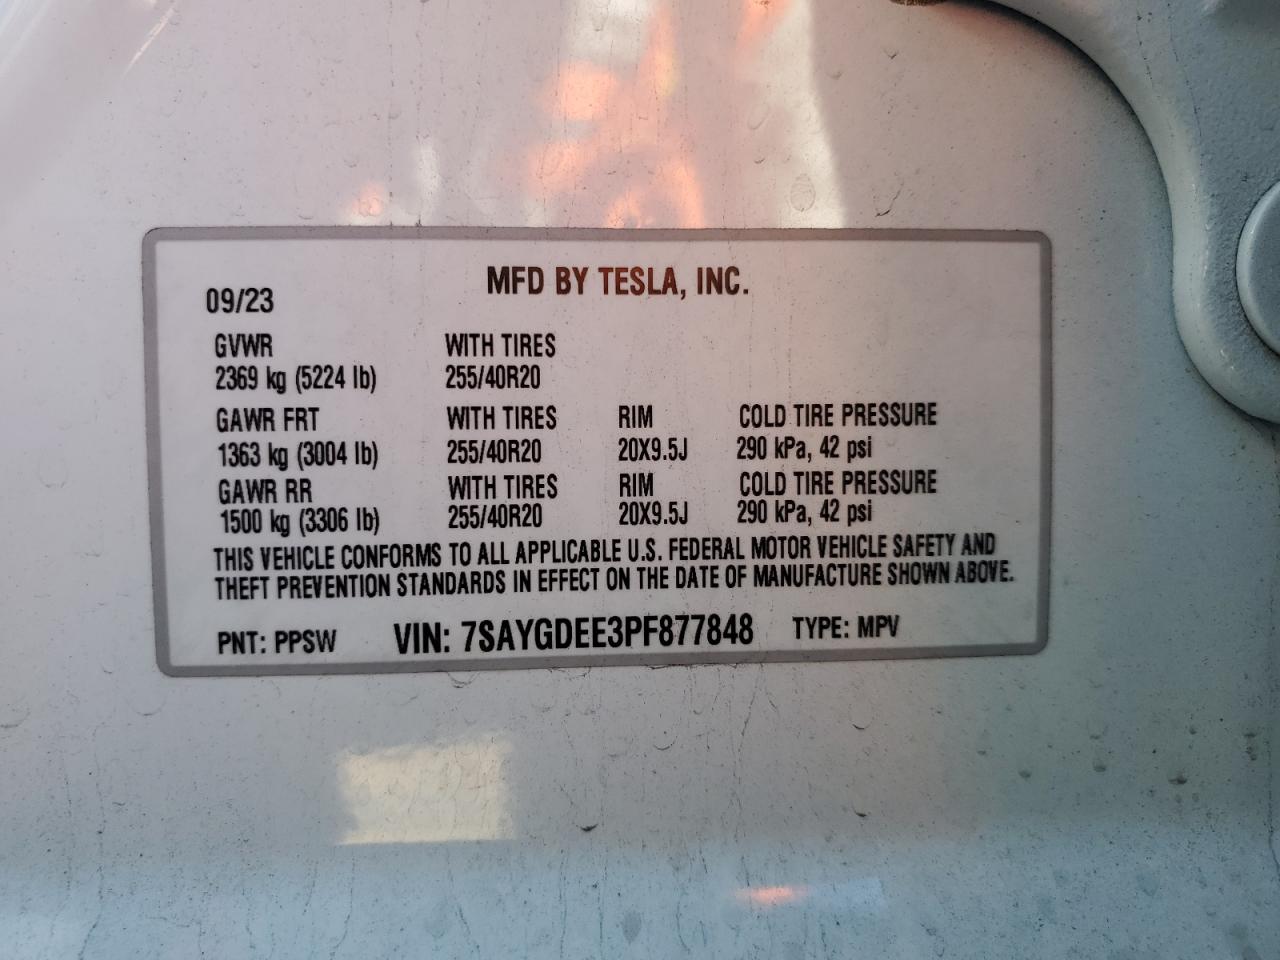 MFD BY TESLA, INC.
09/23
GVWR WITH TIRES
2369 kg (5224 lb) 255/40R20
GAWR FRT WITH TIRES RIM COLD TIRE PRESSURE
1363 kg (3004 lb) 255/40R20 20X9.5J 290 kPa, 42 psi
GAWR RR WITH TIRES RIM COLD TIRE PRESSURE
1500 kg (3306 lb) 255/40R20 20X9.5J 290 kPa, 42 psi
THIS VEHICLE CONFORMS TO ALL APPLICABLE U.S. FEDERAL MOTOR VEHICLE SAFETY AND
THEFT PREVENTION STANDARDS IN EFFECT ON THE DATE OF MANUFACTURE SHOWN ABOVE.
PNT: PPSW VIN: 7SAYGDEE3PF877848 TYPE: MPV